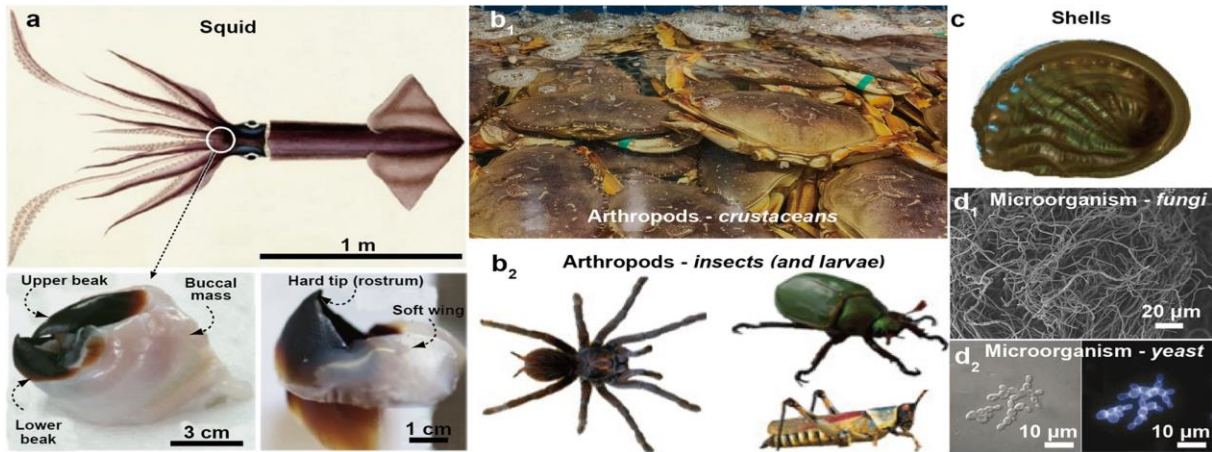 a
Squid
1 m
Upper beak
Buccal
mass
Lower
beak
3 cm
Hard tip (rostrum)
Soft wing
1 cm
b1
Arthropods - crustaceans
b2
Arthropods - insects (and larvae)
c
Shells
d1 Microorganism - fungi
20 µm
d2 Microorganism - yeast
10 µm
10 µm